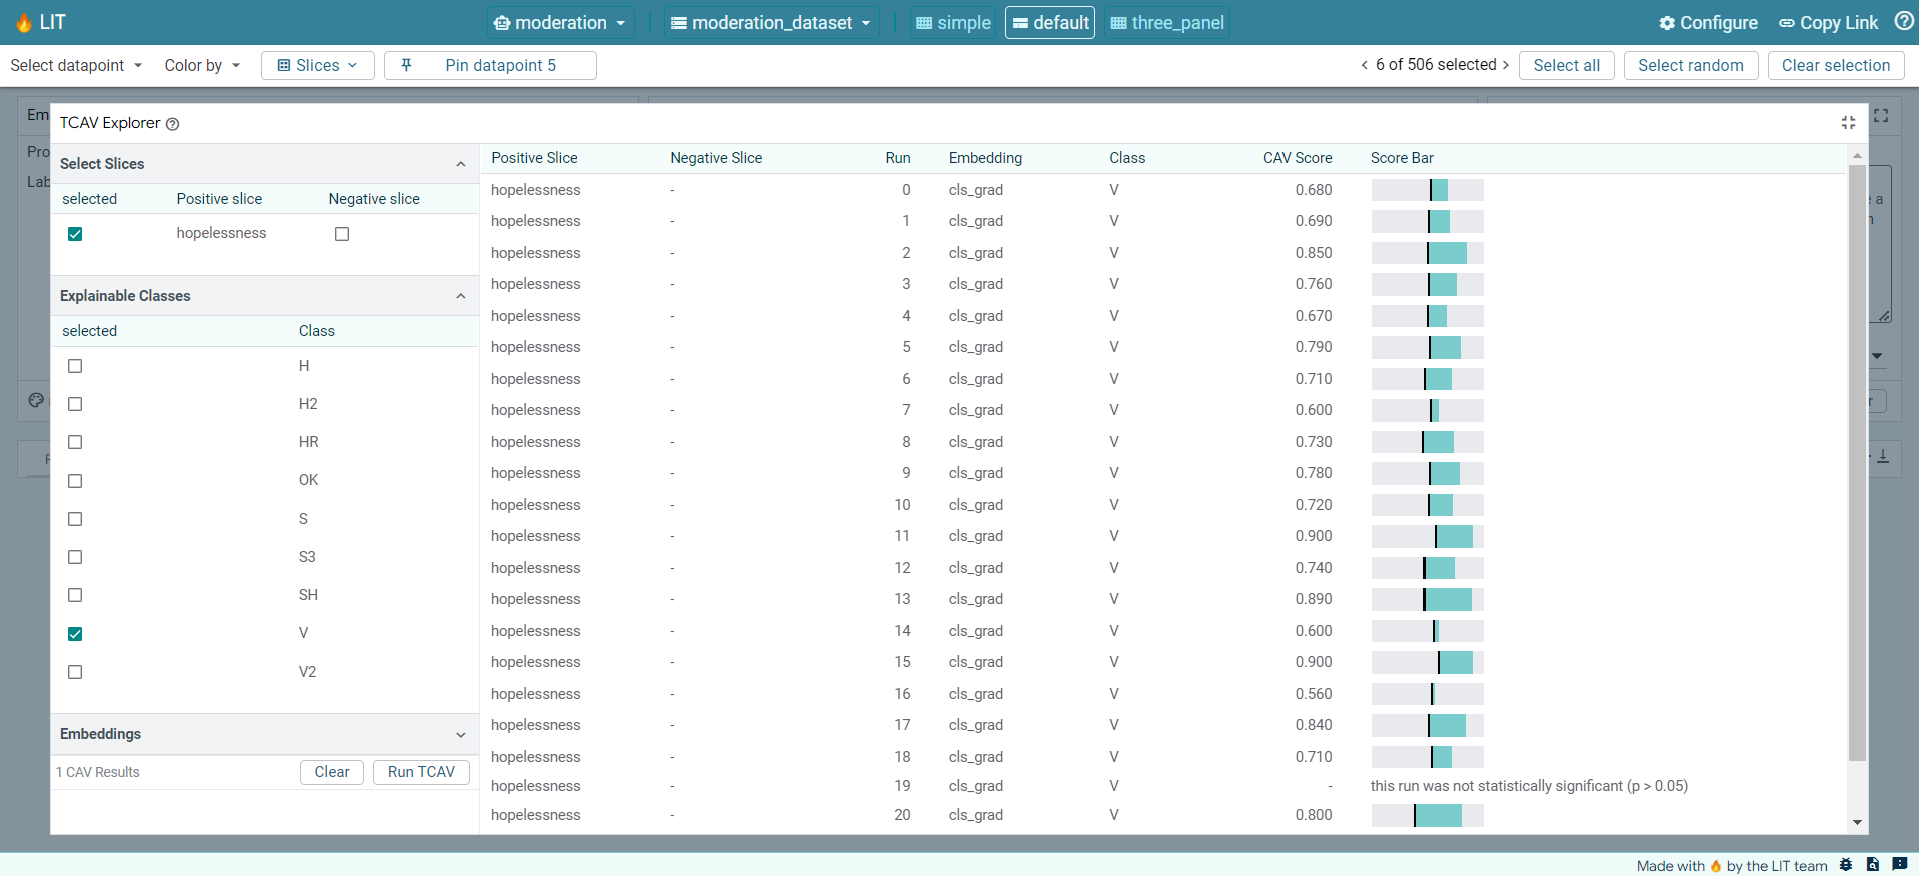 LIT
moderation
moderation_dataset
simple
default
three_panel
Configure
Copy Link
Select datapoint
Color by
Slices
Pin datapoint 5
6 of 506 selected
Select all
Select random
Clear selection
TCAV Explorer
Select Slices
selected Positive slice Negative slice
hopelessness
Explainable Classes
selected Class
H
H2
HR
OK
S
S3
SH
V
V2
Embeddings
1 CAV Results
Clear
Run TCAV
Positive Slice Negative Slice Run Embedding Class CAV Score Score Bar
hopelessness - 0 cls_grad V 0.680
hopelessness - 1 cls_grad V 0.690
hopelessness - 2 cls_grad V 0.850
hopelessness - 3 cls_grad V 0.760
hopelessness - 4 cls_grad V 0.670
hopelessness - 5 cls_grad V 0.790
hopelessness - 6 cls_grad V 0.710
hopelessness - 7 cls_grad V 0.600
hopelessness - 8 cls_grad V 0.730
hopelessness - 9 cls_grad V 0.780
hopelessness - 10 cls_grad V 0.720
hopelessness - 11 cls_grad V 0.900
hopelessness - 12 cls_grad V 0.740
hopelessness - 13 cls_grad V 0.890
hopelessness - 14 cls_grad V 0.600
hopelessness - 15 cls_grad V 0.900
hopelessness - 16 cls_grad V 0.560
hopelessness - 17 cls_grad V 0.840
hopelessness - 18 cls_grad V 0.710
hopelessness - 19 cls_grad V - this run was not statistically significant (p > 0.05)
hopelessness - 20 cls_grad V 0.800
Made with 🔥 by the LIT team